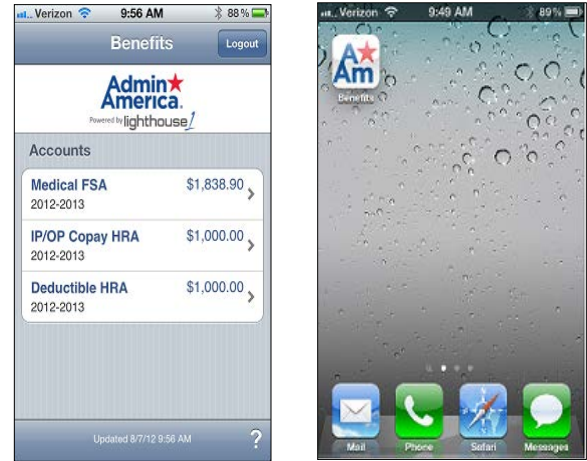 .ııl.. Verizon 9:56 AM 88%
Benefits Logout
Admin
America.
Powered by lighthouse1
Accounts
Medical FSA $1,838.90
2012-2013
IP/OP Copay HRA $1,000.00
2012-2013
Deductible HRA $1,000.00
2012-2013
Updated 8/7/12 9:56 AM ?
Verizon 9:49 AM 89%
A
Am
Benefits
Mail Phone Safari Messages